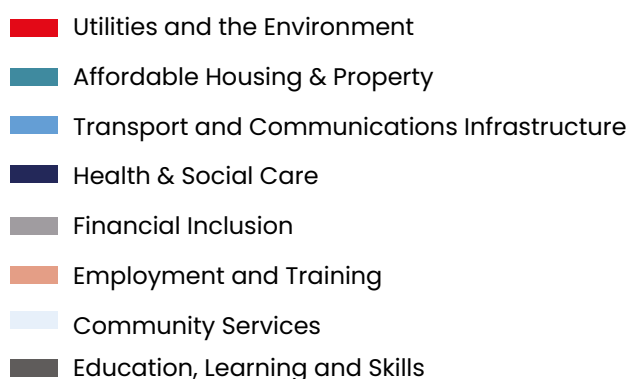 Utilities and the Environment
Affordable Housing & Property
Transport and Communications Infrastructure
Health & Social Care
Financial Inclusion
Employment and Training
Community Services
Education, Learning and Skills